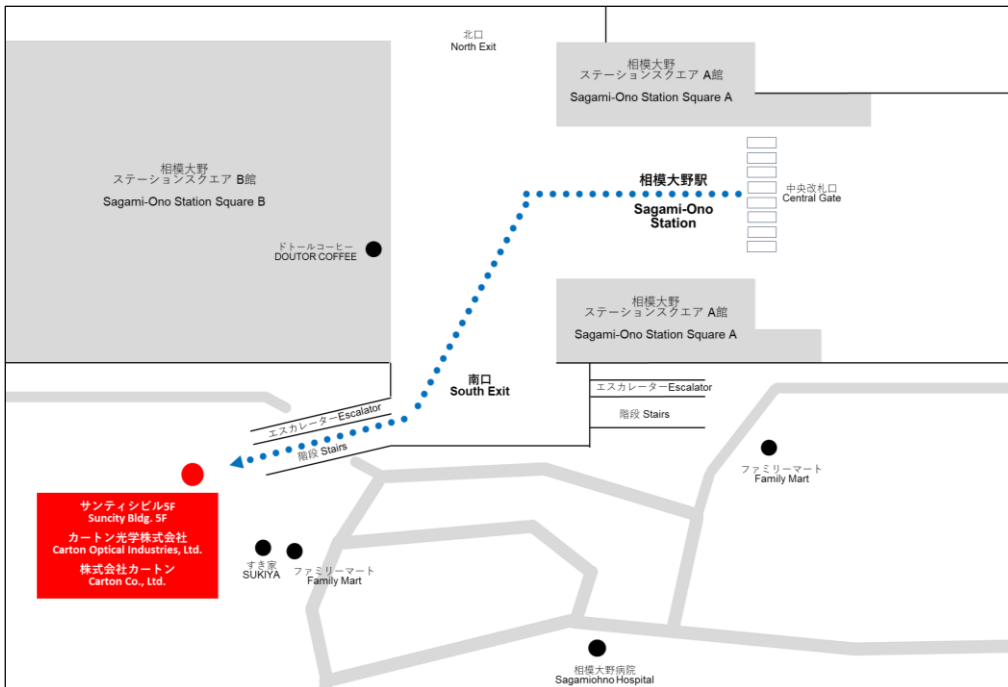 北口
North Exit
相模大野
ステーションスクエア A館
Sagami-Ono Station Square A
相模大野
ステーションスクエア B館
Sagami-Ono Station Square B
相模大野駅
Sagami-Ono
Station
中央改札口
Central Gate
ドトールコーヒー
DOUTOR COFFEE
相模大野
ステーションスクエア A館
Sagami-Ono Station Square A
南口
South Exit
エスカレーターEscalator
階段 Stairs
エスカレーターEscalator
階段 Stairs
ファミリーマート
Family Mart
サンティシビル5F
Suncity Bldg. 5F
カートン光学株式会社
Carton Optical Industries, Ltd.
株式会社カートン
Carton Co., Ltd.
すき家
SUKIYA
ファミリーマート
Family Mart
相模大野病院
Sagamiohno Hospital